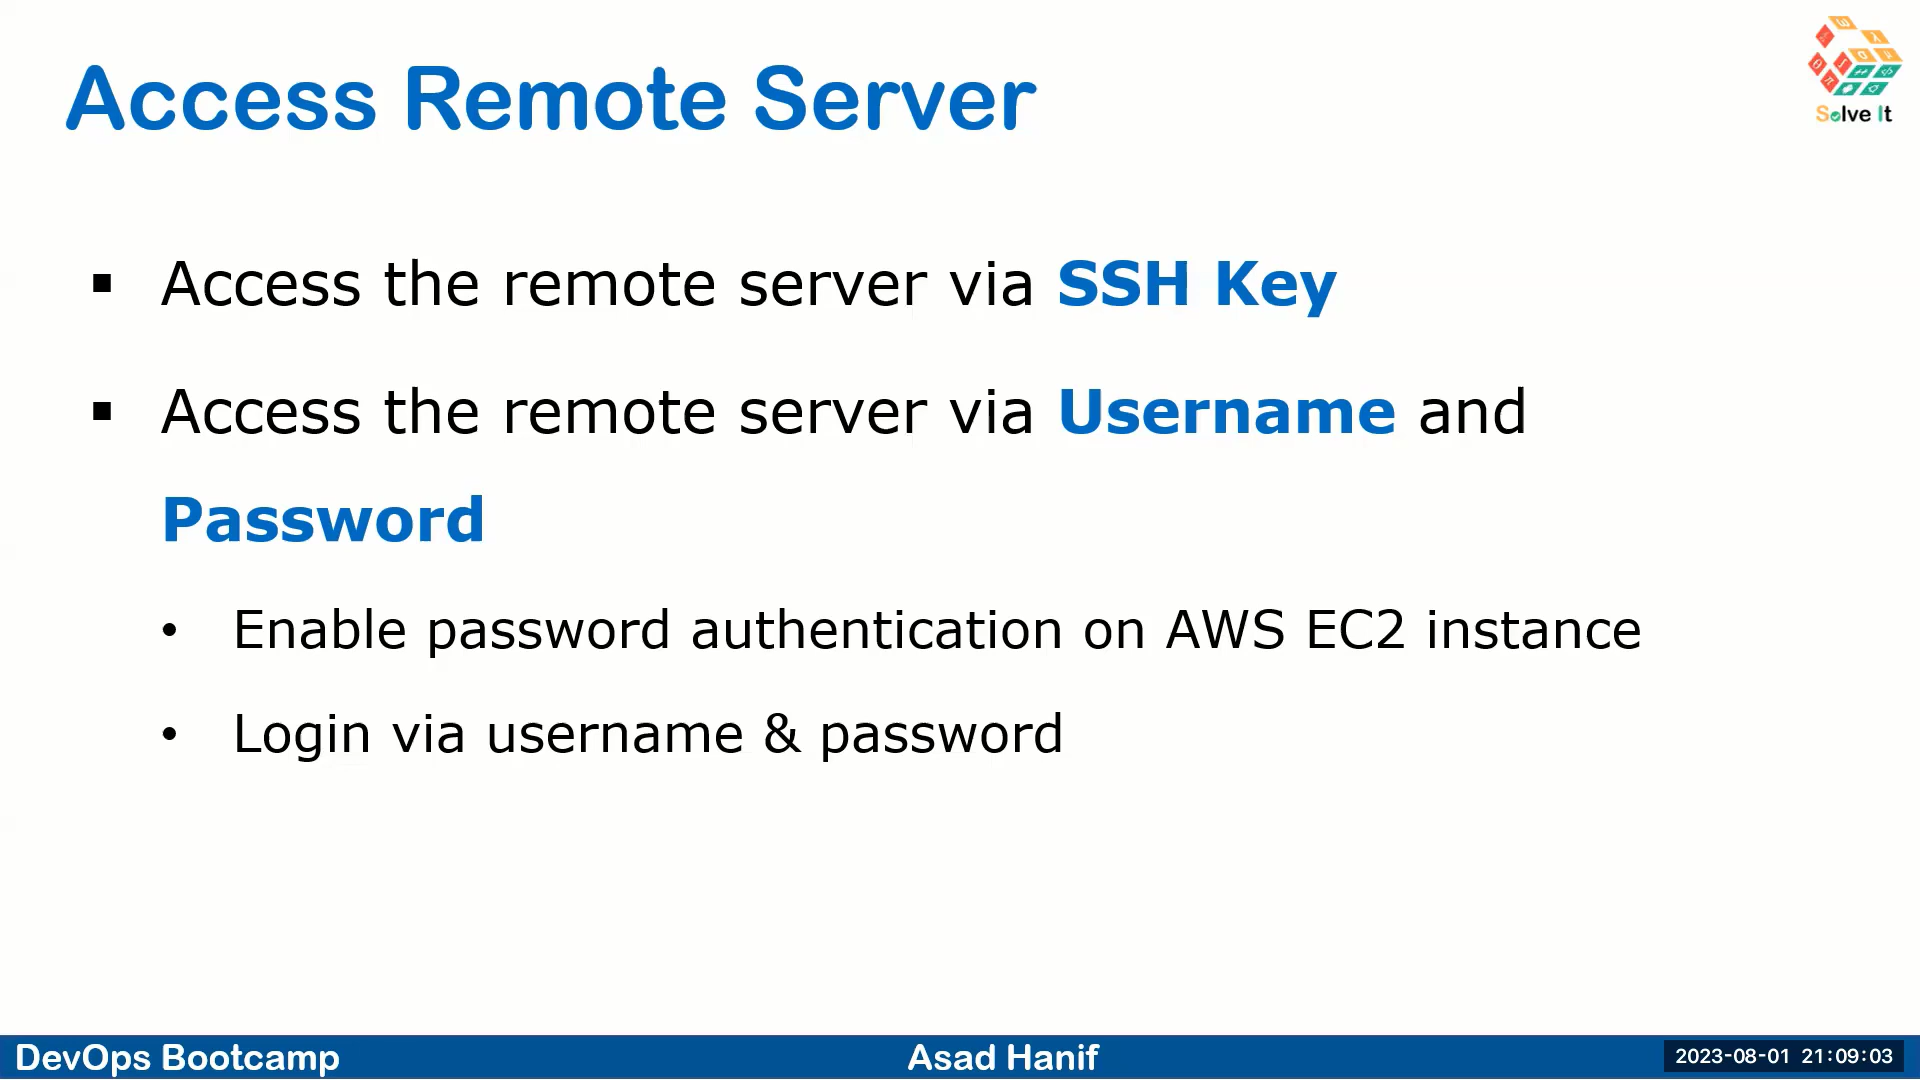 Access Remote Server
Solve It
▪ Access the remote server via SSH Key
▪ Access the remote server via Username and
Password
• Enable password authentication on AWS EC2 instance
• Login via username & password
DevOps Bootcamp
Asad Hanif
2023-08-01 21:09:03